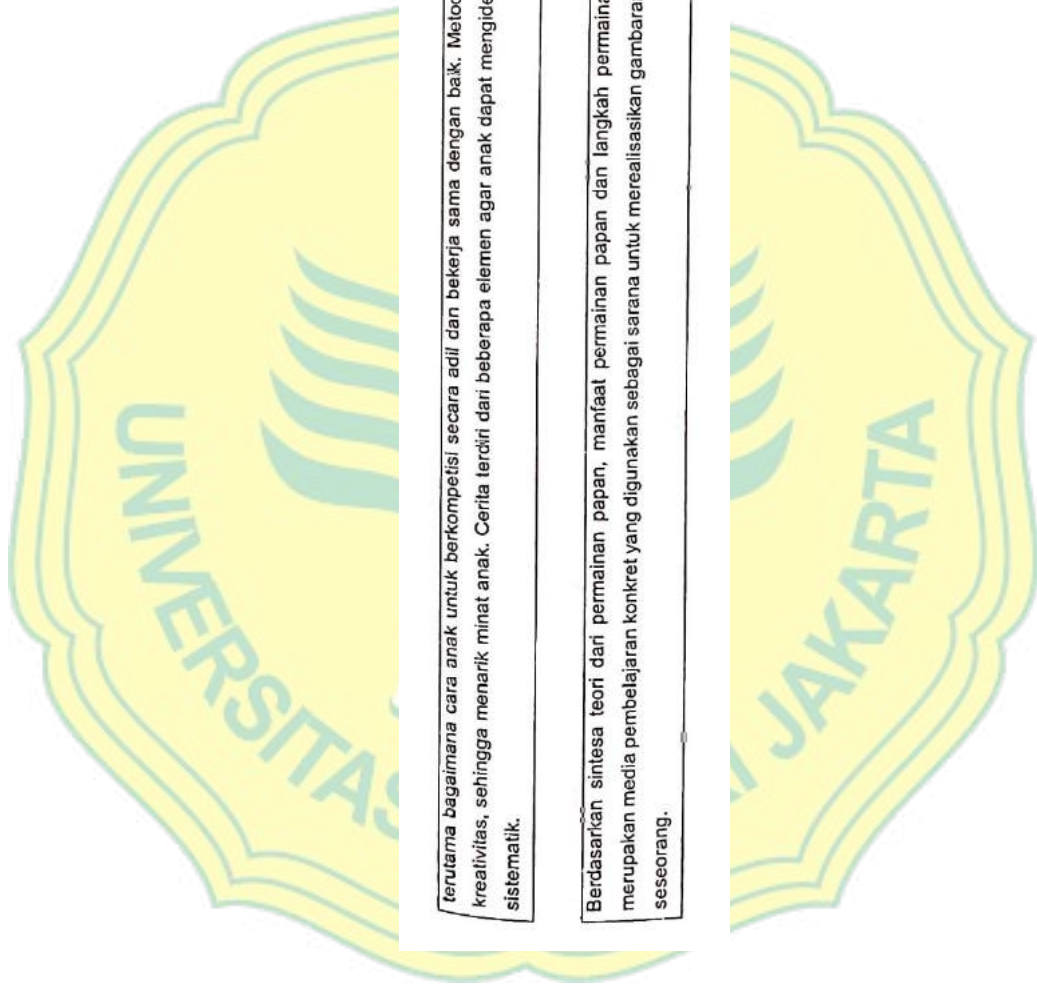 terutama bagaimana cara anak untuk berkompetisi secara adil dan bekerja sama dengan baik.
kreativitas, sehingga menarik minat anak. Cerita terdiri dari beberapa elemen agar anak dapat
sistematik.
Berdasarkan sintesa teori dari permainan papan, manfaat permainan papan dan langkah
merupakan media pembelajaran konkret yang digunakan sebagai sarana untuk merealisasikan
seseorang.
UNIVERSITAS
JAKARTA